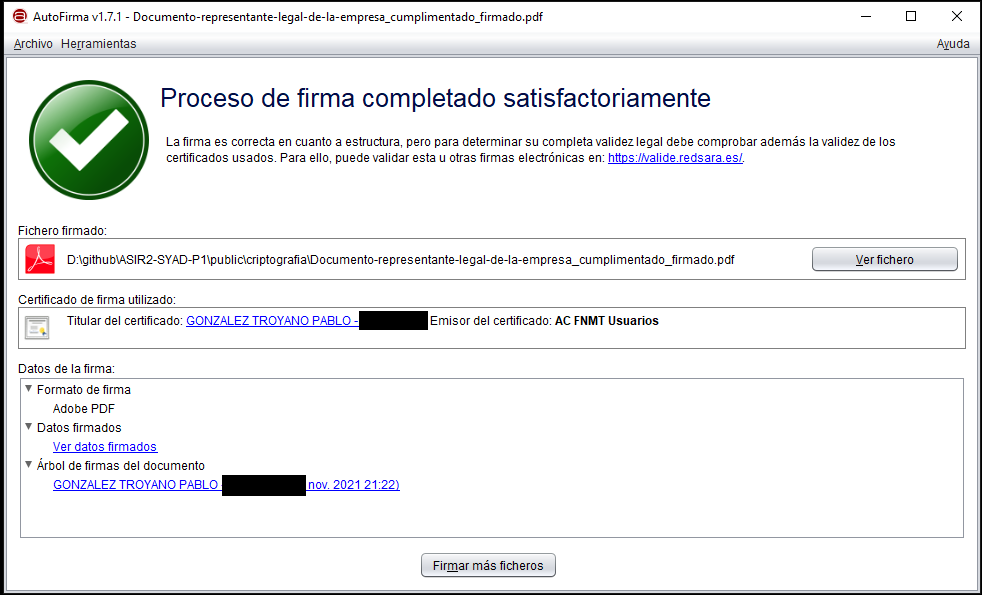 AutoFirma v1.7.1 - Documento-representante-legal-de-la-empresa_cumplimentado_firmado.pdf
Archivo Herramientas Ayuda
Proceso de firma completado satisfactoriamente
La firma es correcta en cuanto a estructura, pero para determinar su completa validez legal debe comprobar además la validez de los
certificados usados. Para ello, puede validar esta u otras firmas electrónicas en: https://valide.redsara.es/.
Fichero firmado:
D:\github\ASIR2-SYAD-P1\public\criptografia\Documento-representante-legal-de-la-empresa_cumplimentado_firmado.pdf
Ver fichero
Certificado de firma utilizado:
Titular del certificado: GONZALEZ TROYANO PABLO - Emisor del certificado: AC FNMT Usuarios
Datos de la firma:
Formato de firma
Adobe PDF
Datos firmados
Ver datos firmados
Árbol de firmas del documento
GONZALEZ TROYANO PABLO nov. 2021 21:22)
Firmar más ficheros